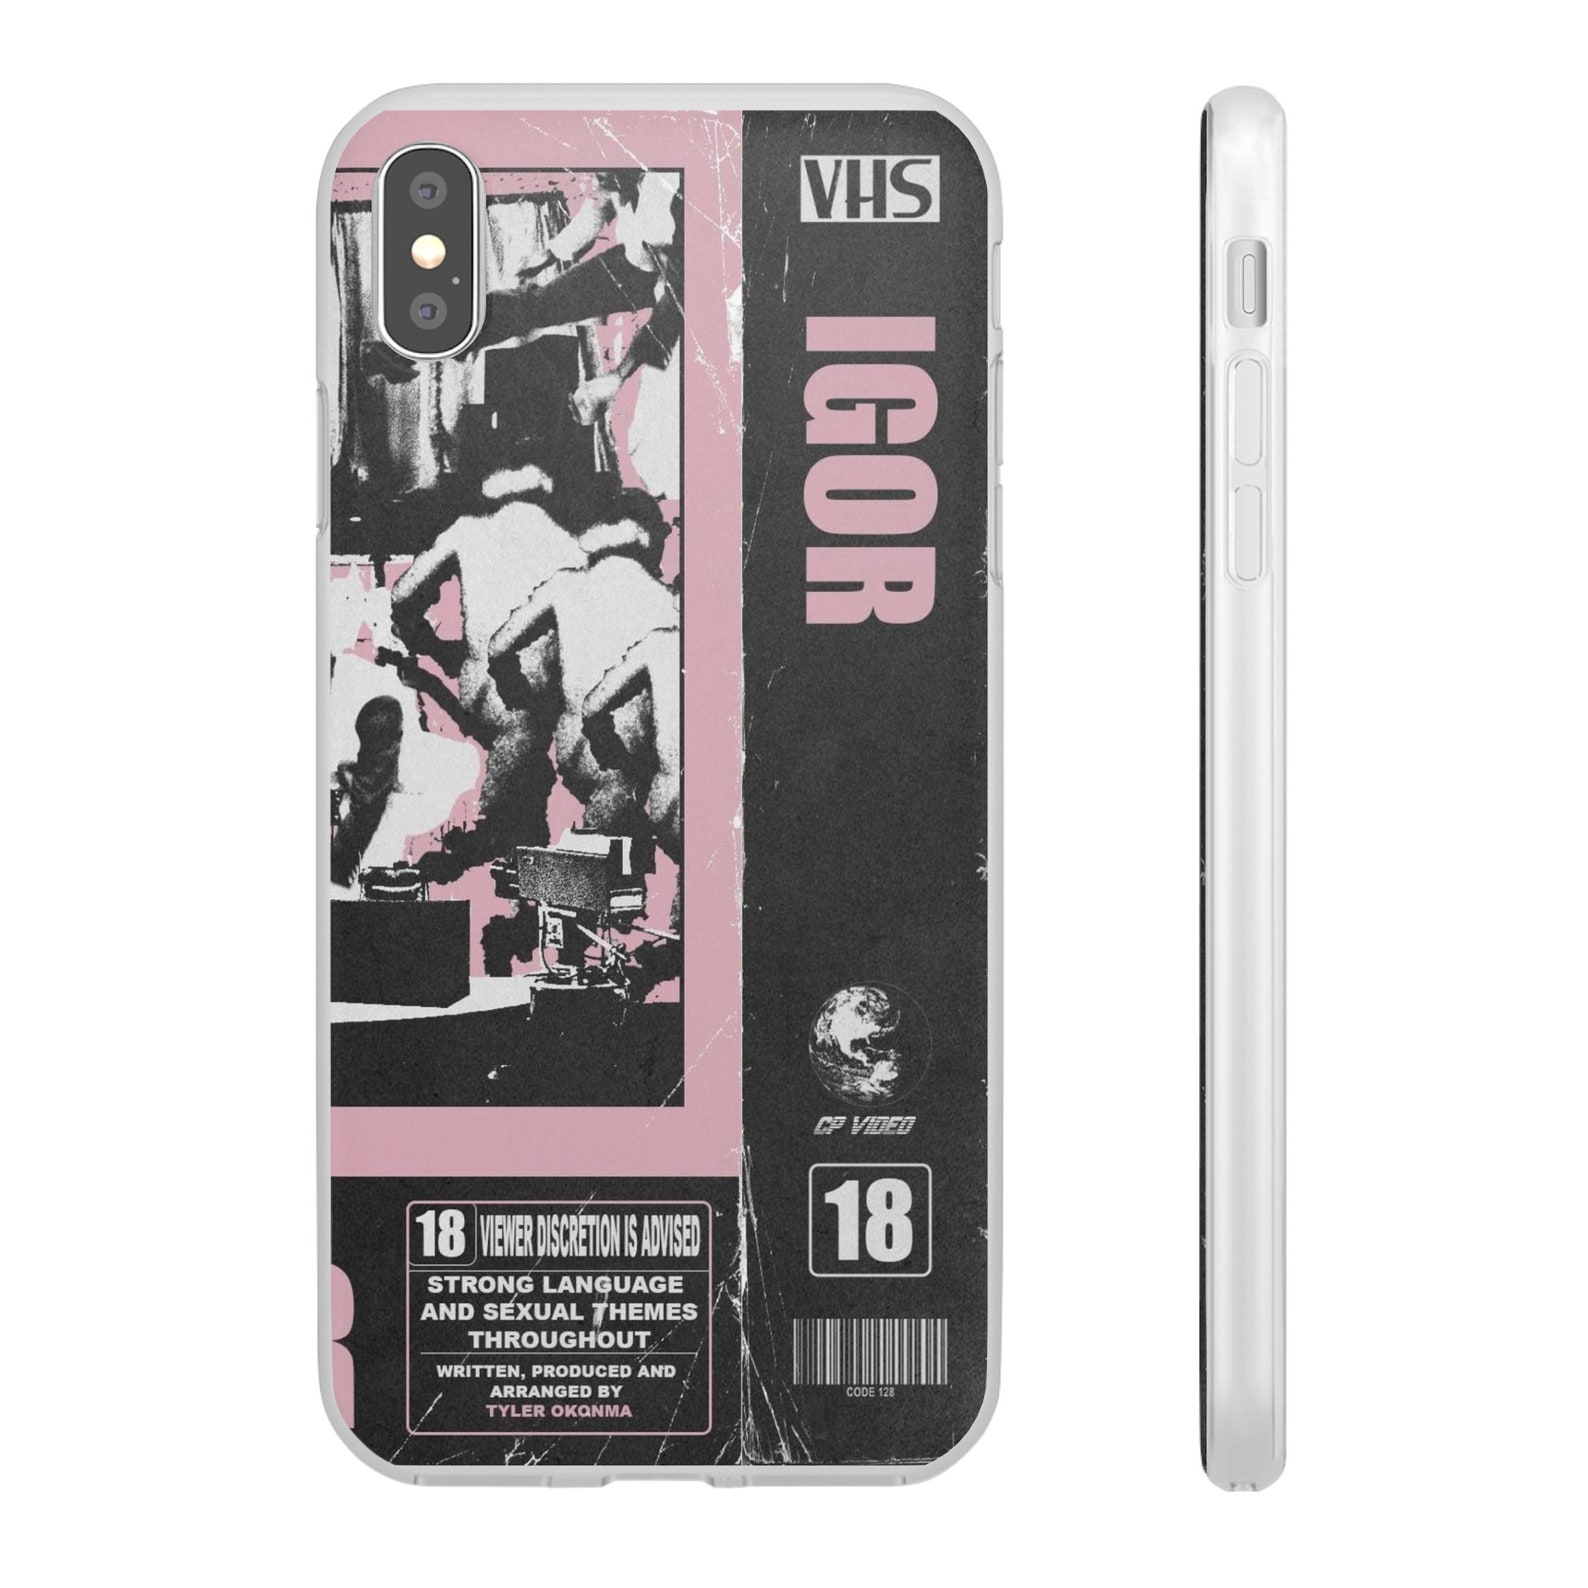 VHS
IGOR
CP VIDEO
18
CODE 128
18 VIEWER DISCRETION IS ADVISED
STRONG LANGUAGE
AND SEXUAL THEMES
THROUGHOUT
WRITTEN, PRODUCED AND
ARRANGED BY
TYLER OKONMA